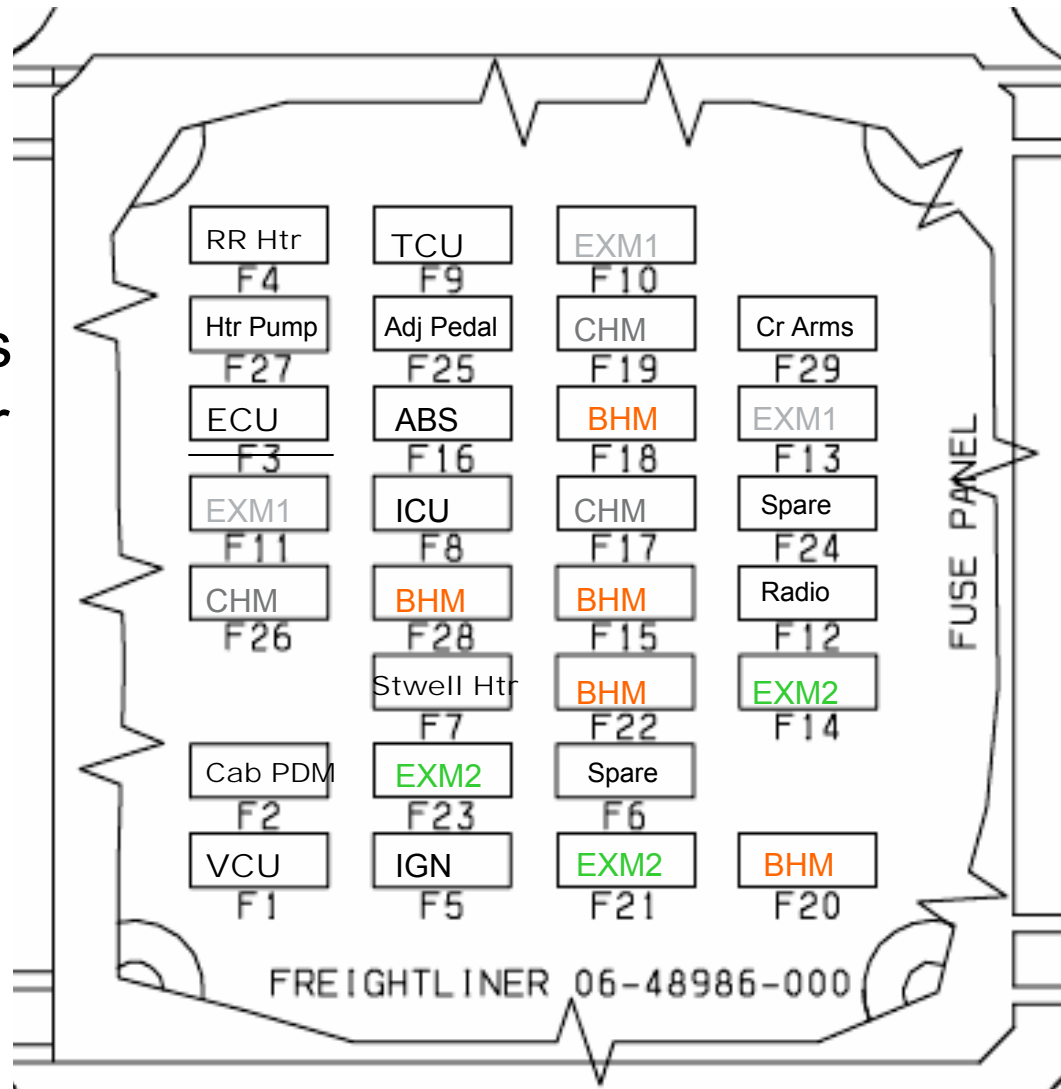 RR Htr TCU EXM1
F4 F9 F10
Htr Pump Adj Pedal CHM Cr Arms
F27 F25 F19 F29
ECU ABS BHM EXM1
F3 F16 F18 F13
EXM1 ICU CHM Spare
F11 F8 F17 F24
CHM BHM BHM Radio
F26 F28 F15 F12
Stwell Htr BHM EXM2
F7 F22 F14
Cab PDM EXM2 Spare
F2 F23 F6
VCU IGN EXM2 BHM
F1 F5 F21 F20
FUSE PANEL
FREIGHTLINER 06-48986-000